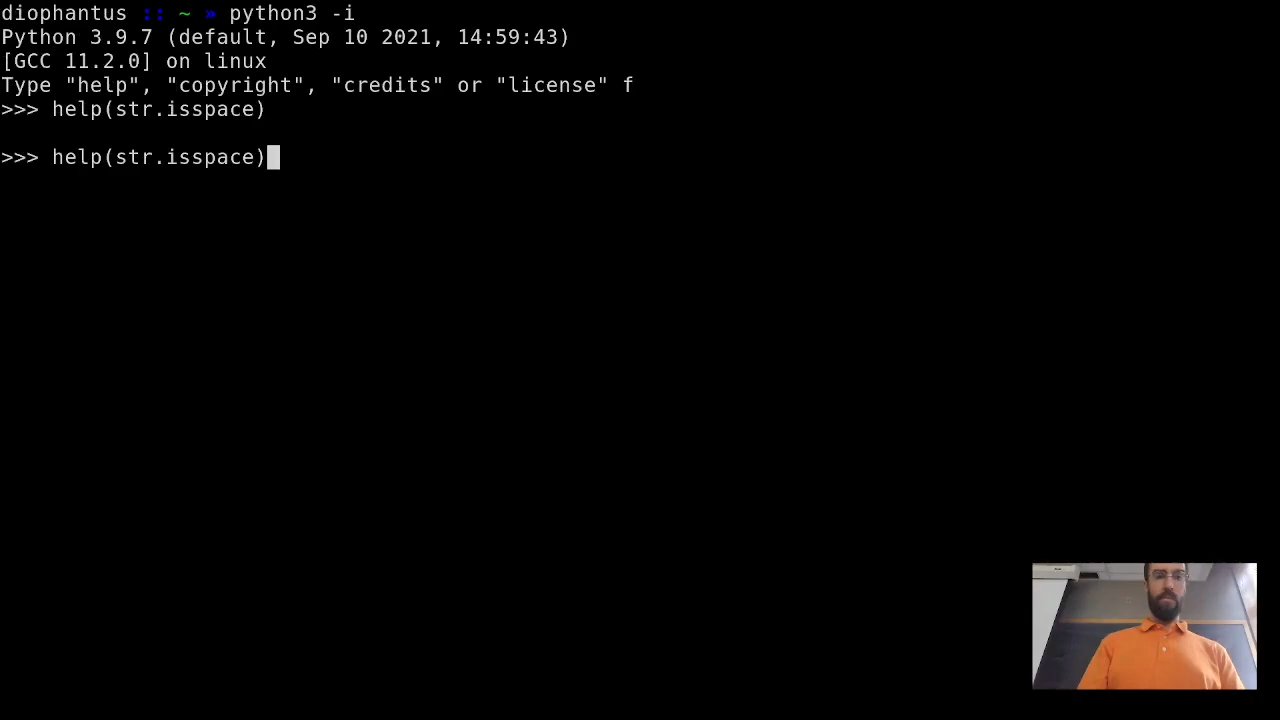 diophantus :: ~ » python3 -i
Python 3.9.7 (default, Sep 10 2021, 14:59:43)
[GCC 11.2.0] on linux
Type "help", "copyright", "credits" or "license" f
>>> help(str.isspace)
>>> help(str.isspace)